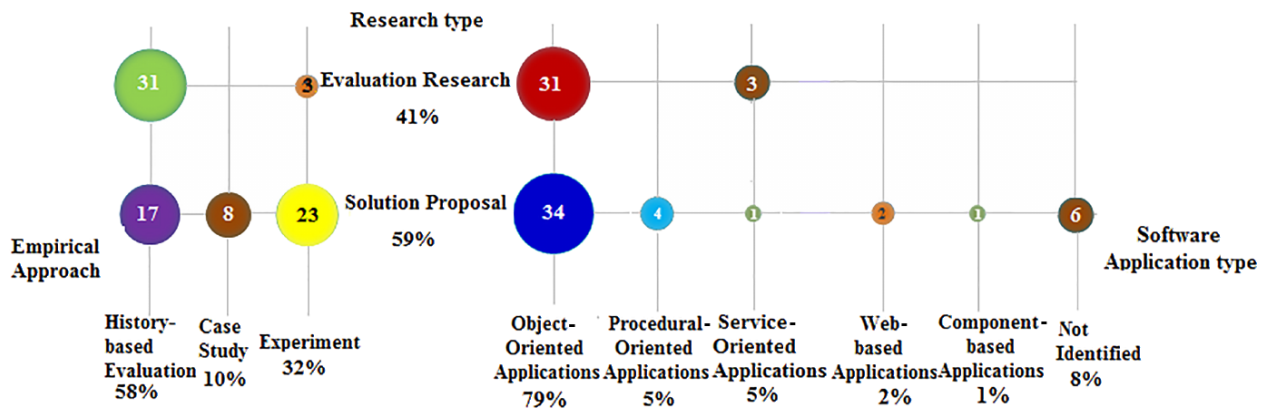 Research type
31
3
Evaluation Research
41%
31
3
17
8
23
Solution Proposal
59%
34
4
1
2
1
6
Empirical
Approach
Software
Application type
History-
based
Evaluation
58%
Case
Study
10%
Experiment
32%
Object-
Oriented
Applications
79%
Procedural-
Oriented
Applications
5%
Service-
Oriented
Applications
5%
Web-
based
Applications
2%
Component-
based
Applications
1%
Not
Identified
8%